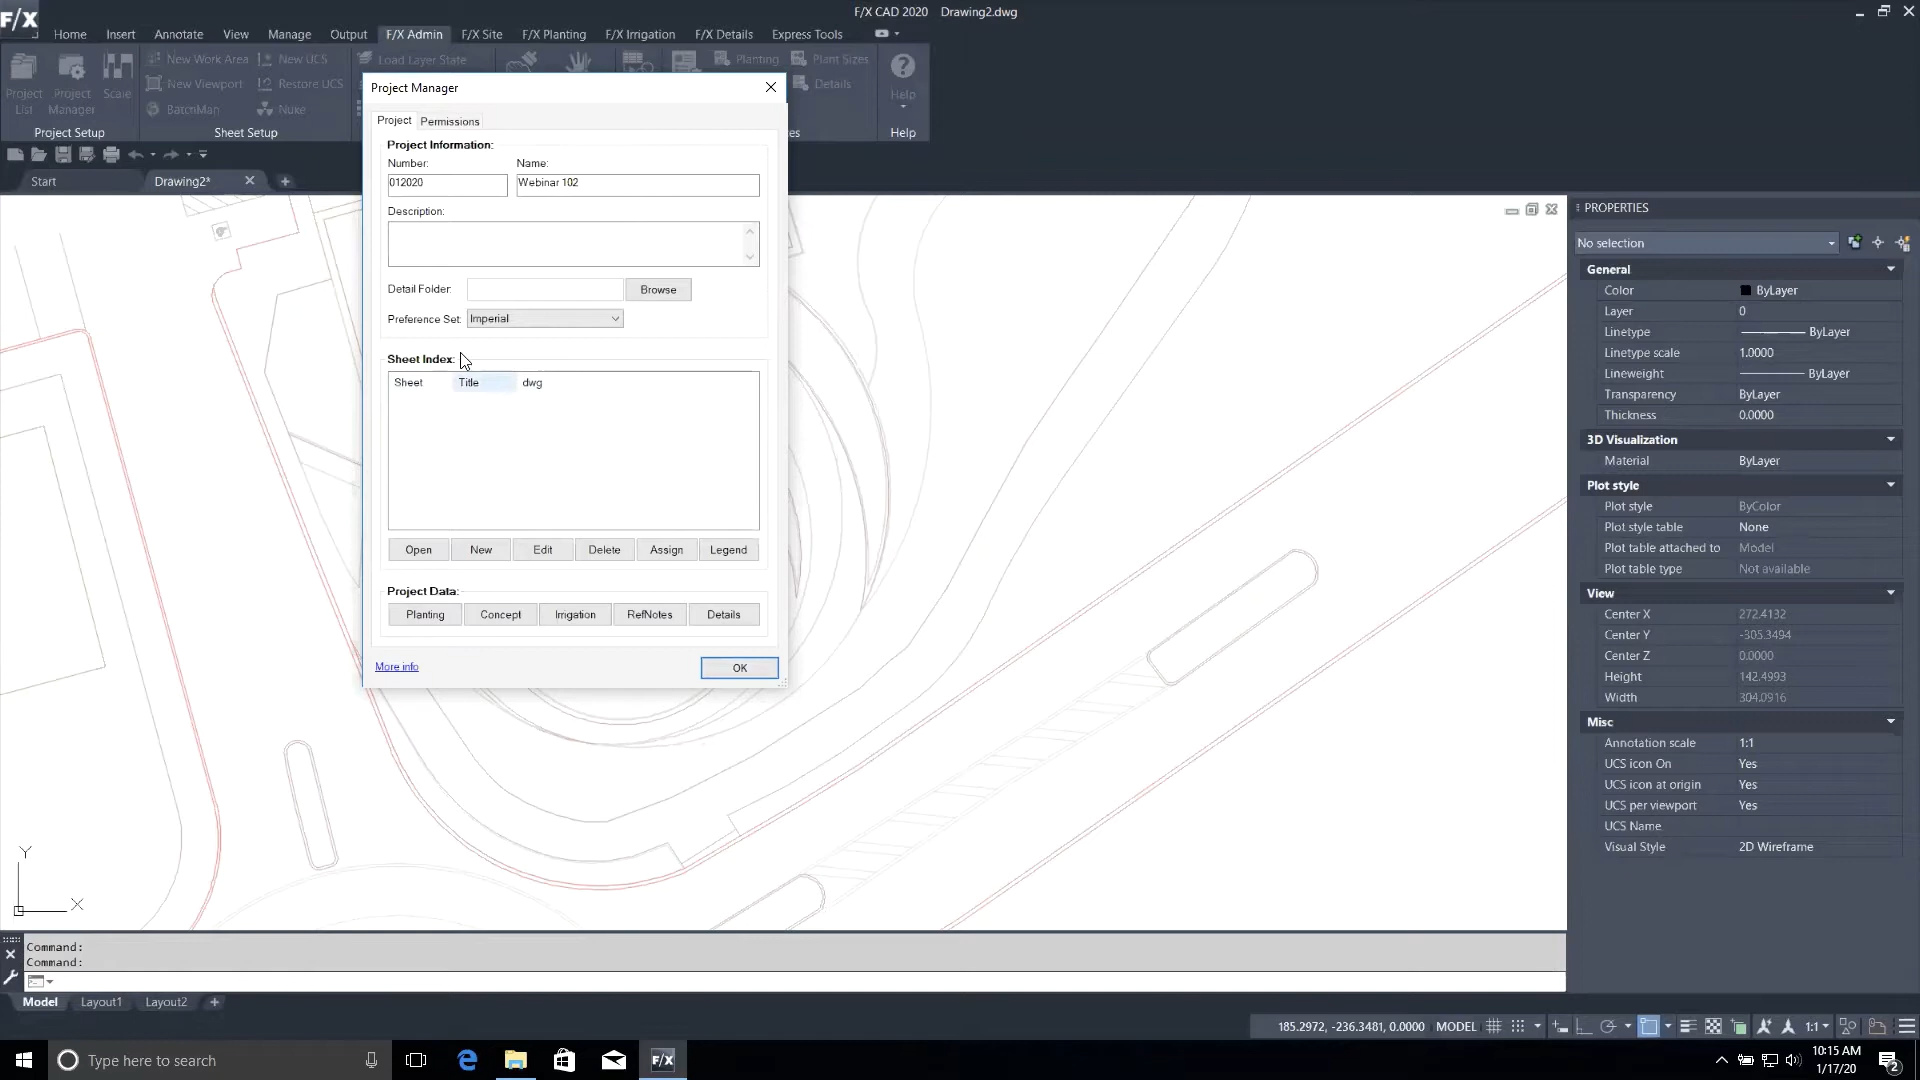 F/X
F/X CAD 2020 Drawing2.dwg
Home Insert Annotate View Manage Output F/X Admin F/X Site F/X Planting F/X Irrigation F/X Details Express Tools
New Work Area New UCS Load Layer State Planting Plant Sizes
New Viewport Restore UCS Details
Project List Project Manager Scale BatchMan Nuke Help
Project Setup Sheet Setup es Help
Start Drawing2*
Project Manager
Project Permissions
Project Information:
Number: Name:
012020 Webinar 102
Description:
Detail Folder: Browse
Preference Set: Imperial
Sheet Index:
Sheet Title dwg
Open New Edit Delete Assign Legend
Project Data:
Planting Concept Irrigation RefNotes Details
More info OK
PROPERTIES
No selection
General
Color ByLayer
Layer 0
Linetype ByLayer
Linetype scale 1.0000
Lineweight ByLayer
Transparency ByLayer
Thickness 0.0000
3D Visualization
Material ByLayer
Plot style
Plot style ByColor
Plot style table None
Plot table attached to Model
Plot table type Not available
View
Center X 272.4132
Center Y -305.3494
Center Z 0.0000
Height 142.4993
Width 304.0916
Misc
Annotation scale 1:1
UCS icon On Yes
UCS icon at origin Yes
UCS per viewport Yes
UCS Name
Visual Style 2D Wireframe
Y
X
Command:
Command:
Model Layout1 Layout2
185.2972, -236.3481, 0.0000 MODEL 1:1
Type here to search F/X 10:15 AM
1/17/20 2